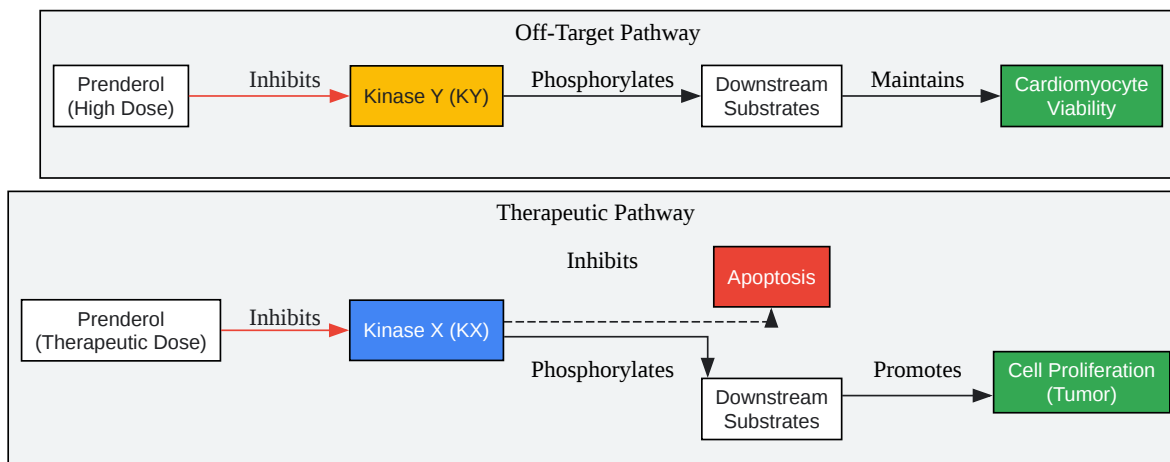 Off-Target Pathway
Prenderol
(High Dose)
Inhibits
Kinase Y (KY)
Phosphorylates
Downstream
Substrates
Maintains
Cardiomyocyte
Viability
Therapeutic Pathway
Inhibits
Apoptosis
Prenderol
(Therapeutic Dose)
Inhibits
Kinase X (KX)
Phosphorylates
Downstream
Substrates
Promotes
Cell Proliferation
(Tumor)